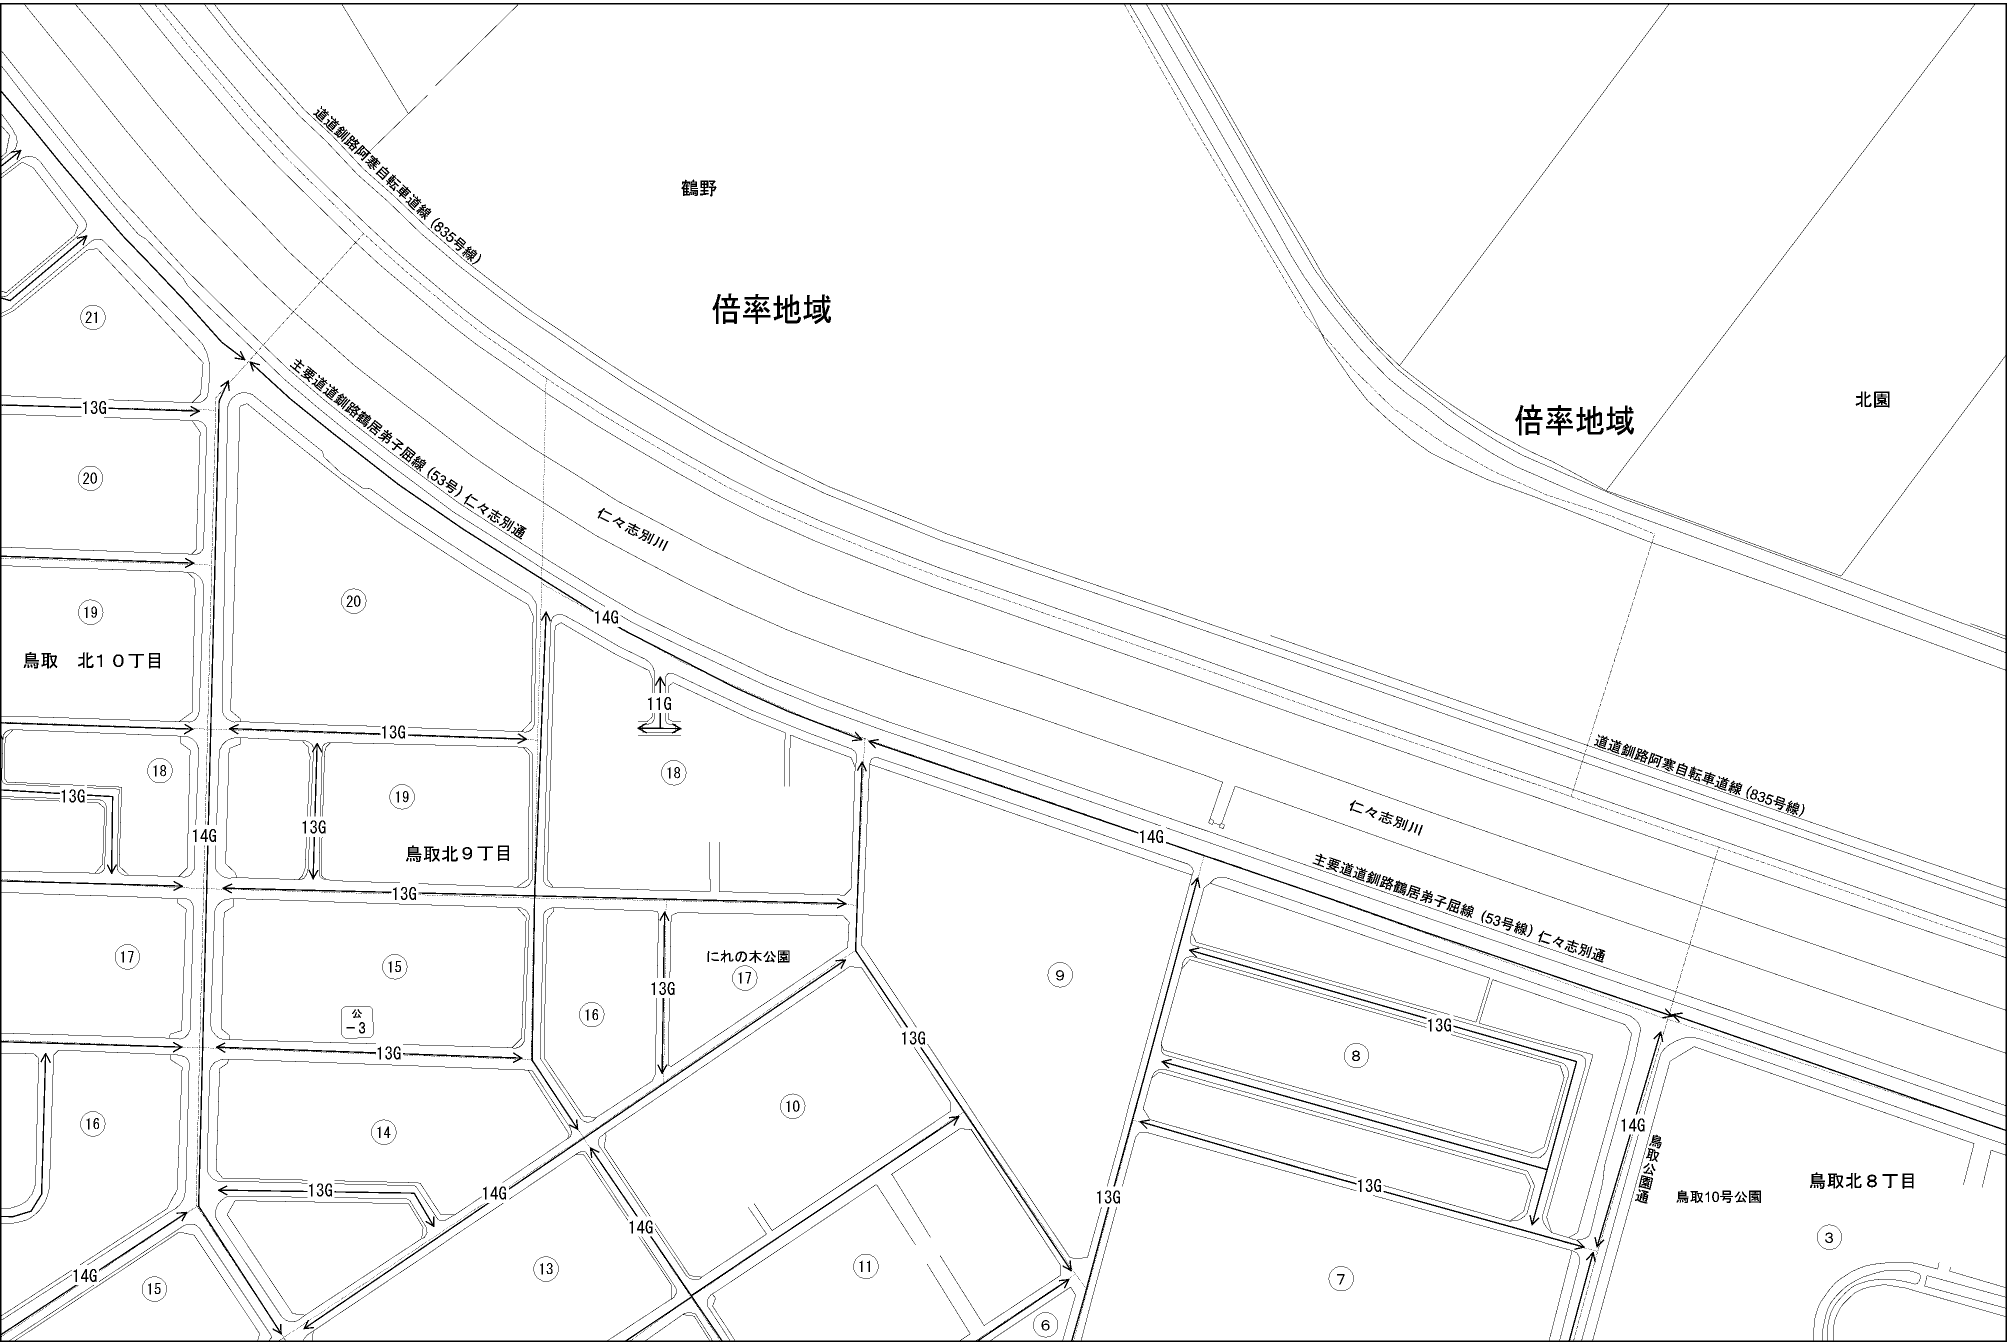 道道釧路阿寒自転車道線(835号線)
鶴野
倍率地域
21
主要道道釧路鶴居弟子屈線(53号)仁々志別通
北園
倍率地域
13G
20
仁々志別川
20
19
14G
鳥取 北10丁目
11G
13G
18
18
道道釧路阿寒自転車道線(835号線)
13G
19
13G
14G
14G
仁々志別川
鳥取北9丁目
主要道道釧路鶴居弟子屈線(53号線)仁々志別通
13G
17
15
にれの木公園
17
9
13G
公
-3
16
13G
13G
13G
8
10
16
14
14G
鳥取公園通
鳥取北8丁目
13G
14G
13G
13G
鳥取10号公園
14G
3
14G
13
11
7
15
6